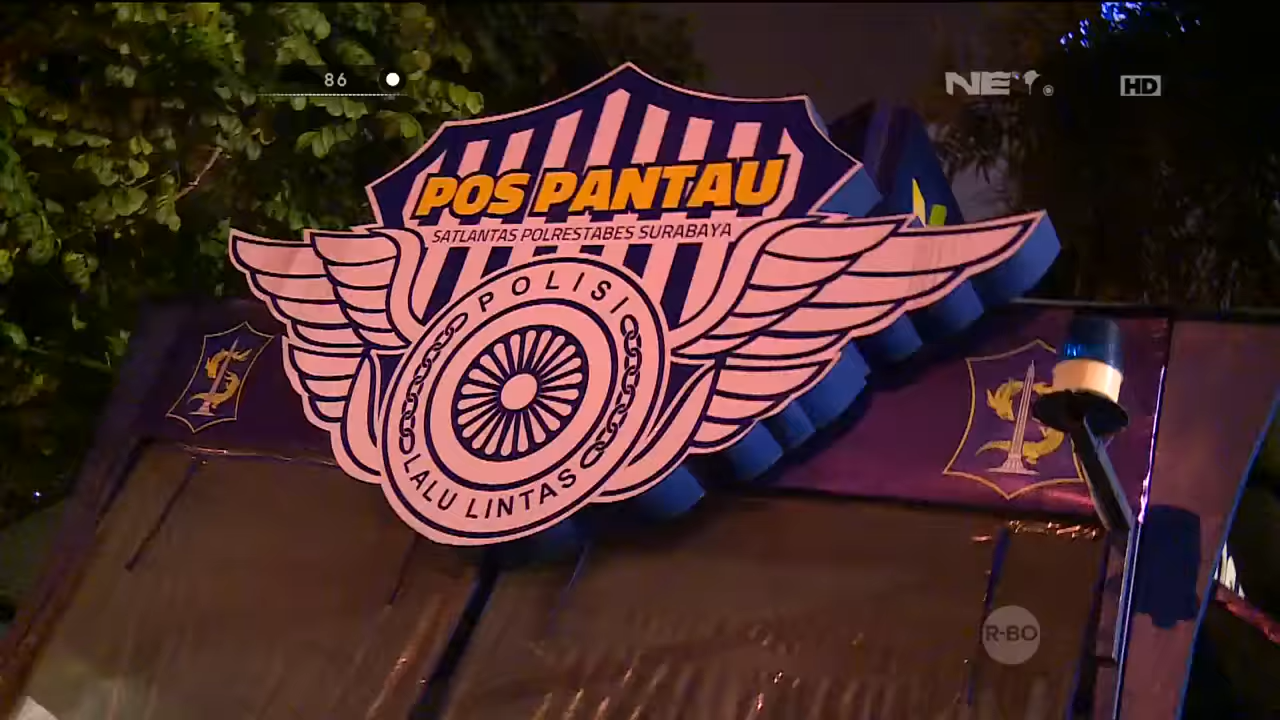 86
NET.
HD
POS PANTAU
SATLANTAS POLRESTABES SURABAYA
POLISI
LALU LINTAS
R-BO